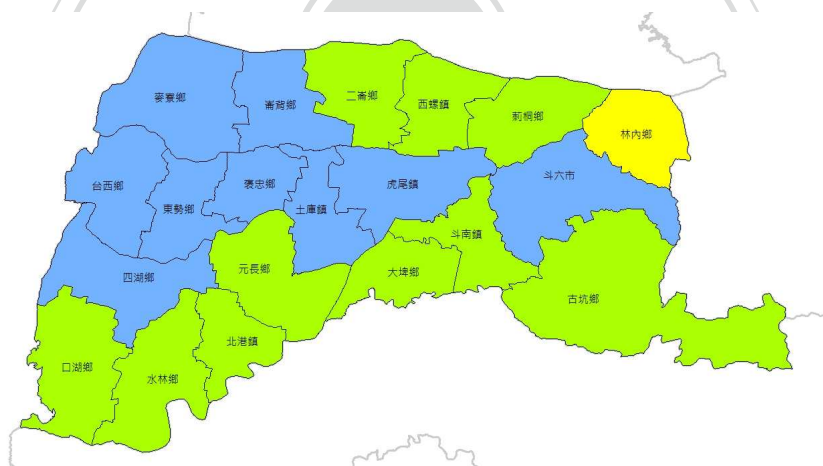 麥寮鄉
崙背鄉
二崙鄉
西螺鎮
莿桐鄉
林內鄉
台西鄉
東勢鄉
褒忠鄉
土庫鎮
虎尾鎮
斗六市
四湖鄉
元長鄉
大埤鄉
斗南鎮
古坑鄉
口湖鄉
水林鄉
北港鎮